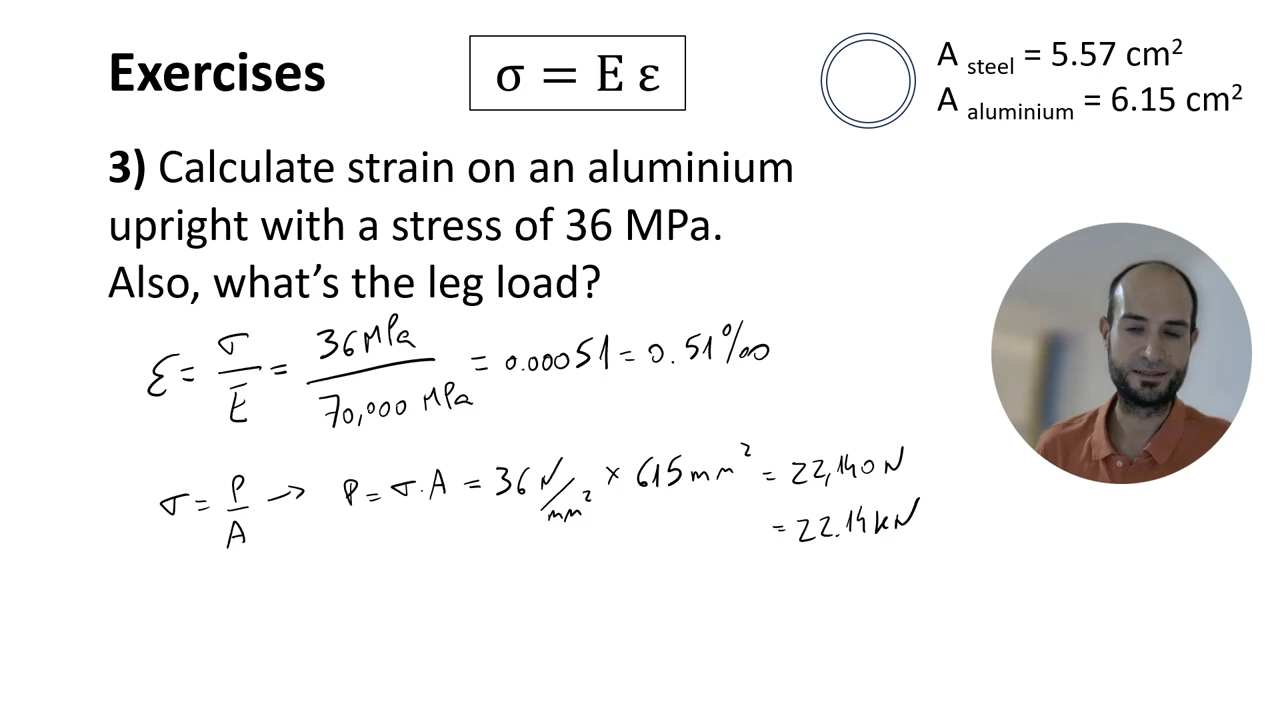 Exercises
σ = E ε
A steel = 5.57 cm²
A aluminium = 6.15 cm²
3) Calculate strain on an aluminium
upright with a stress of 36 MPa.
Also, what's the leg load?
ε = σ/E = 36 MPa / 70,000 MPa = 0.00051 = 0.51 ‰
σ = P/A → P = σ · A = 36 N/mm² × 615 mm² = 22,140 N
= 22.14 kN